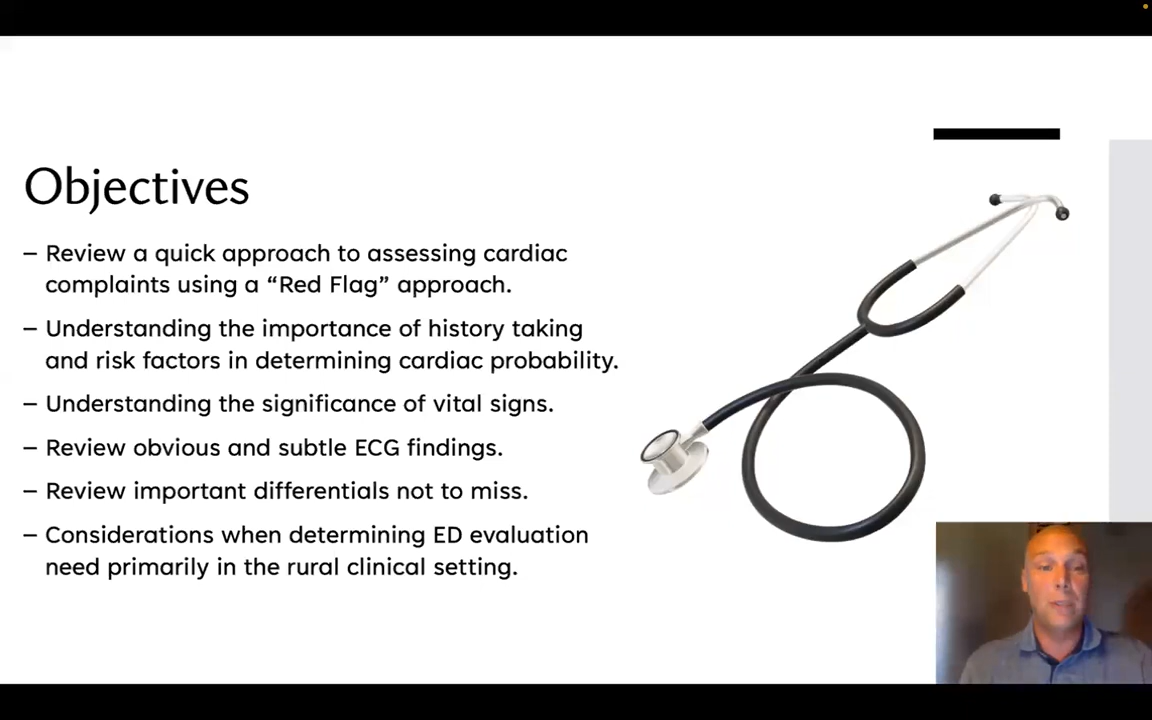 Objectives
– Review a quick approach to assessing cardiac
complaints using a “Red Flag” approach.
– Understanding the importance of history taking
and risk factors in determining cardiac probability.
– Understanding the significance of vital signs.
– Review obvious and subtle ECG findings.
– Review important differentials not to miss.
– Considerations when determining ED evaluation
need primarily in the rural clinical setting.